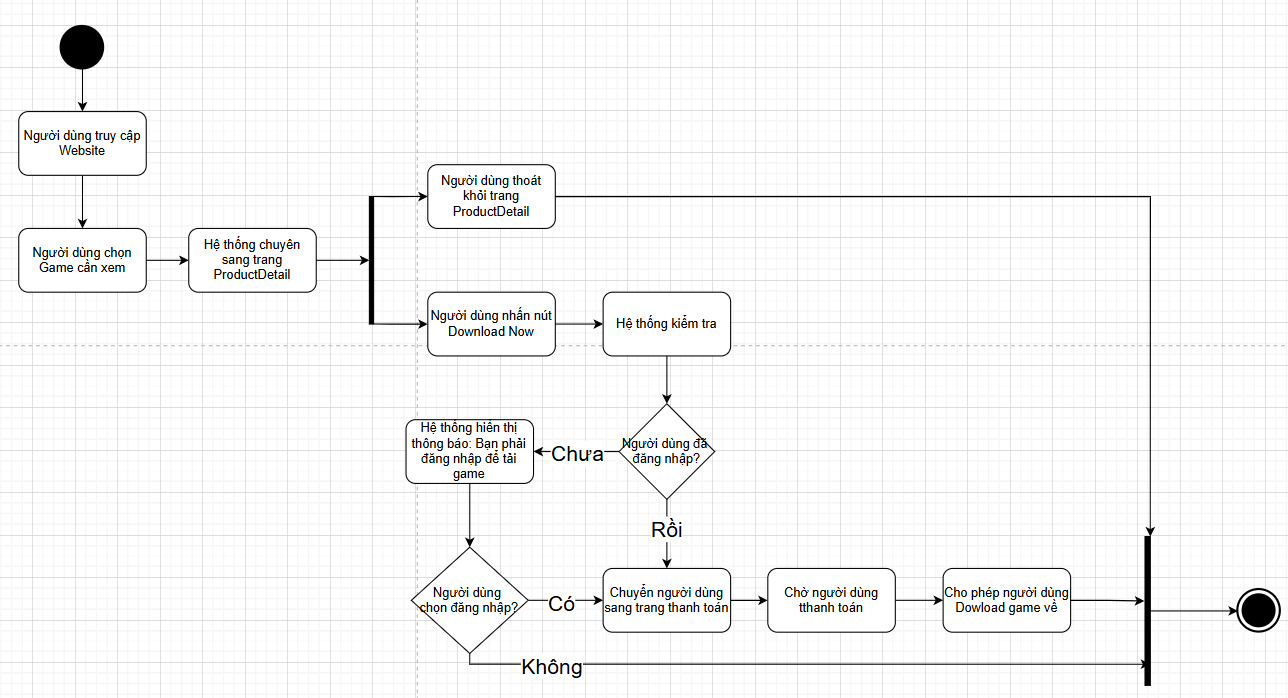 Người dùng truy cập
Website
Người dùng chọn
Game cần xem
Hệ thống chuyên
sang trang
ProductDetail
Người dùng thoát
khỏi trang
ProductDetail
Người dùng nhấn nút
Download Now
Hệ thống kiểm tra
Người dùng đã
đăng nhập?
Chưa
Hệ thống hiển thị
thông báo: Bạn phải
đăng nhập để tải
game
Rồi
Người dùng
chọn đăng nhập?
Có
Chuyển người dùng
sang trang thanh toán
Chờ người dùng
tthanh toán
Cho phép người dùng
Dowload game về
Không